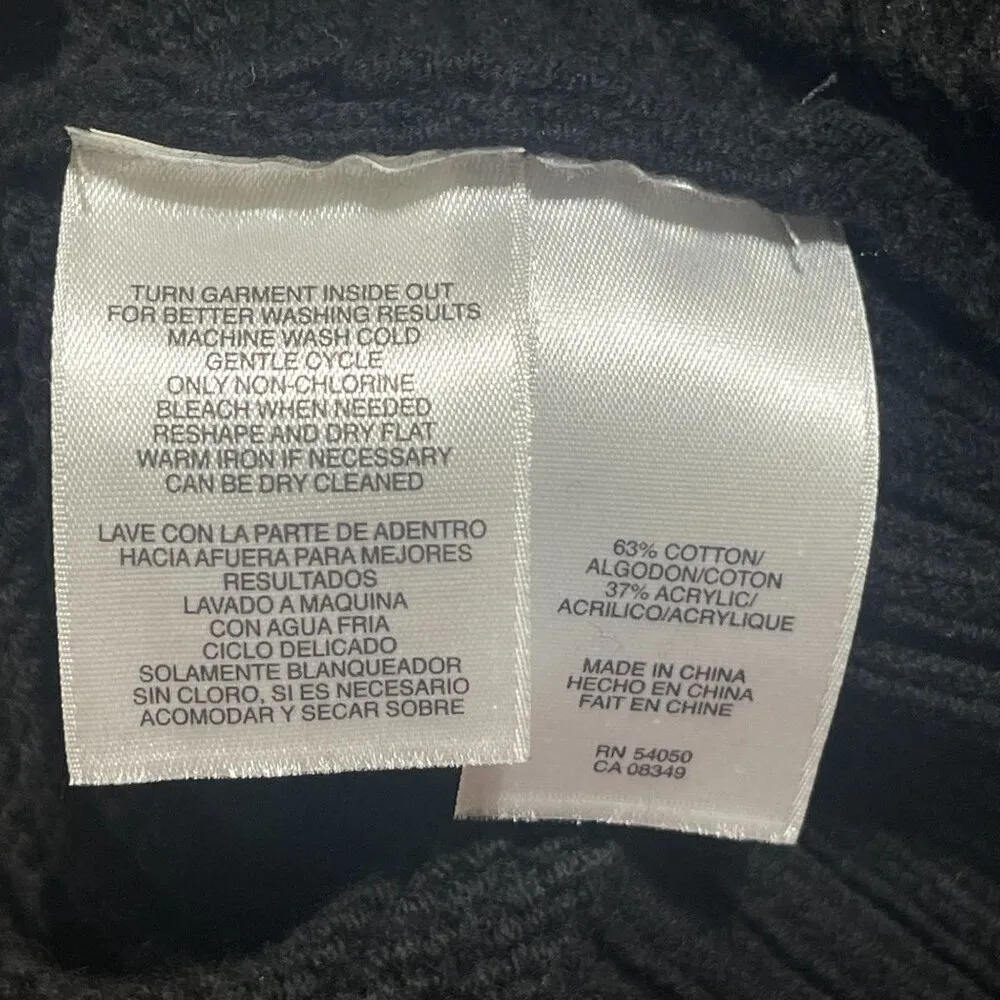 TURN GARMENT INSIDE OUT
FOR BETTER WASHING RESULTS
MACHINE WASH COLD
GENTLE CYCLE
ONLY NON-CHLORINE
BLEACH WHEN NEEDED
RESHAPE AND DRY FLAT
WARM IRON IF NECESSARY
CAN BE DRY CLEANED
LAVE CON LA PARTE DE ADENTRO
HACIA AFUERA PARA MEJORES
RESULTADOS
LAVADO A MAQUINA
CON AGUA FRIA
CICLO DELICADO
SOLAMENTE BLANQUEADOR
SIN CLORO, SI ES NECESARIO
ACOMODAR Y SECAR SOBRE
63% COTTON/
ALGODON/COTON
37% ACRYLIC/
ACRILICO/ACRYLIQUE
MADE IN CHINA
HECHO EN CHINA
FAIT EN CHINE
RN 54050
CA 08349